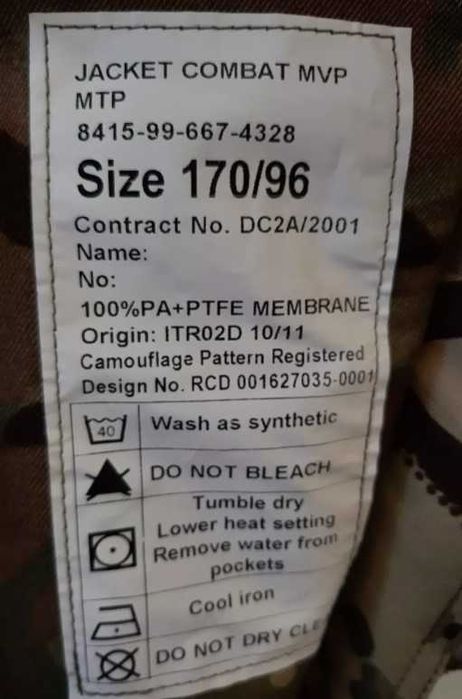 JACKET COMBAT MVP
MTP
8415-99-667-4328
Size 170/96
Contract No. DC2A/2001
Name:
No:
100%PA+PTFE MEMBRANE
Origin: ITR02D 10/11
Camouflage Pattern Registered
Design No. RCD 001627035-0001
40 Wash as synthetic
DO NOT BLEACH
Tumble dry
Lower heat setting
Remove water from
pockets
Cool iron
DO NOT DRY CLE